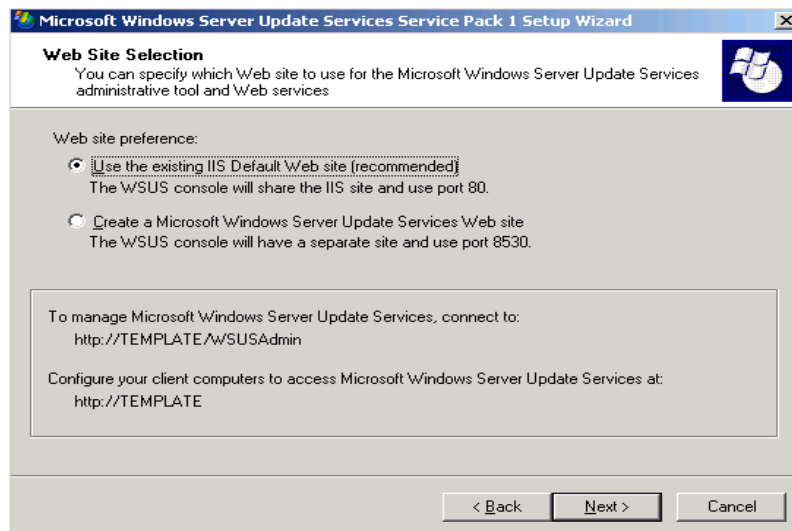 Microsoft Windows Server Update Services Service Pack 1 Setup Wizard
Web Site Selection
You can specify which Web site to use for the Microsoft Windows Server Update Services
administrative tool and Web services
Web site preference:
Use the existing IIS Default Web site (recommended)
The WSUS console will share the IIS site and use port 80.
Create a Microsoft Windows Server Update Services Web site
The WSUS console will have a separate site and use port 8530.
To manage Microsoft Windows Server Update Services, connect to:
http://TEMPLATE/WSUSAdmin
Configure your client computers to access Microsoft Windows Server Update Services at:
http://TEMPLATE
< Back Next > Cancel